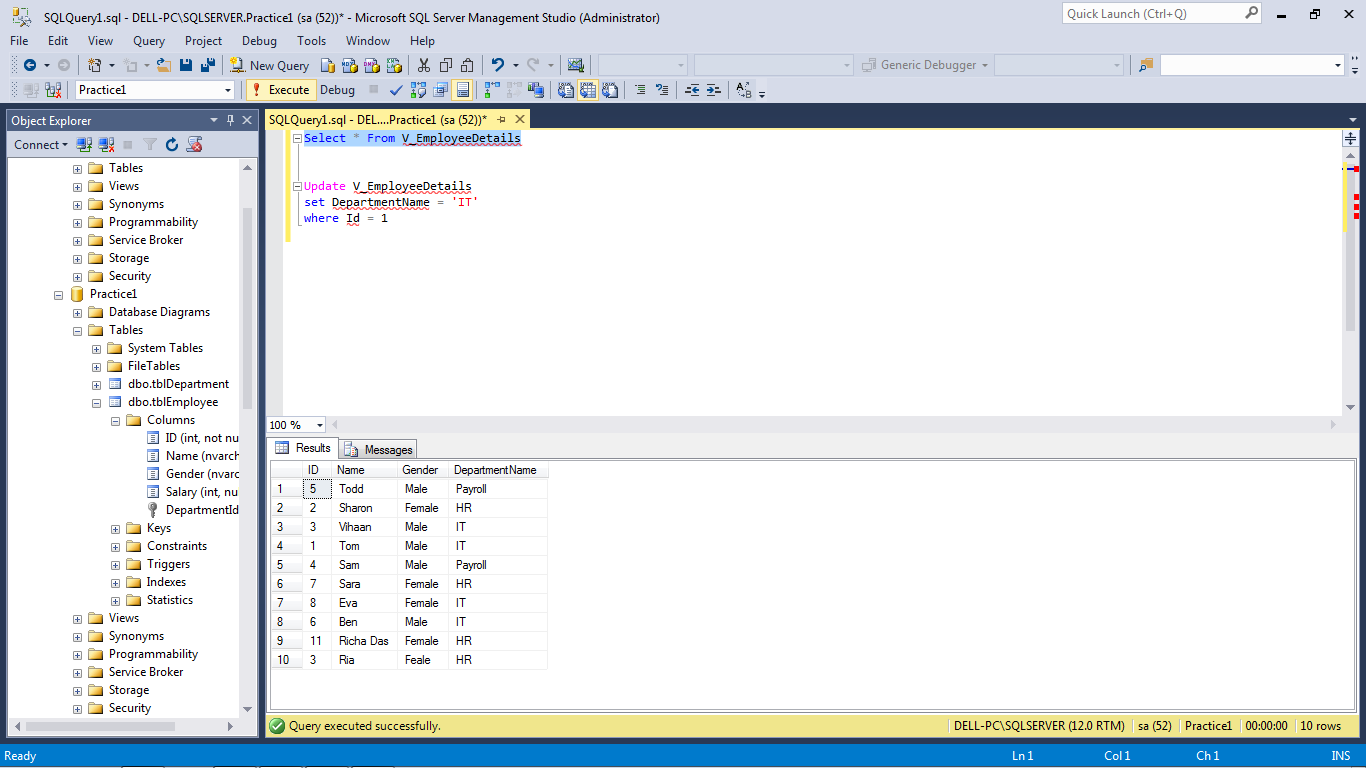 SQLQuery1.sql - DELL-PC\SQLSERVER.Practice1 (sa (52))* - Microsoft SQL Server Management Studio (Administrator)
Quick Launch (Ctrl+Q)
File Edit View Query Project Debug Tools Window Help
New Query
Generic Debugger
Practice1
Execute Debug
Object Explorer
Connect
Tables
Views
Synonyms
Programmability
Service Broker
Storage
Security
Practice1
Database Diagrams
Tables
System Tables
FileTables
dbo.tblDepartment
dbo.tblEmployee
Columns
ID (int, not nu
Name (nvarch
Gender (nvarc
Salary (int, nu
DepartmentId
Keys
Constraints
Triggers
Indexes
Statistics
Views
Synonyms
Programmability
Service Broker
Storage
Security
SQLQuery1.sql - DEL....Practice1 (sa (52))*
Select * From V_EmployeeDetails
Update V_EmployeeDetails
set DepartmentName = 'IT'
where Id = 1
100 %
Results Messages
ID Name Gender DepartmentName
1 5 Todd Male Payroll
2 2 Sharon Female HR
3 3 Vihaan Male IT
4 1 Tom Male IT
5 4 Sam Male Payroll
6 7 Sara Female HR
7 8 Eva Female IT
8 6 Ben Male IT
9 11 Richa Das Female HR
10 3 Ria Feale HR
Query executed successfully.
DELL-PC\SQLSERVER (12.0 RTM) sa (52) Practice1 00:00:00 10 rows
Ready
Ln 1 Col 1 Ch 1 INS